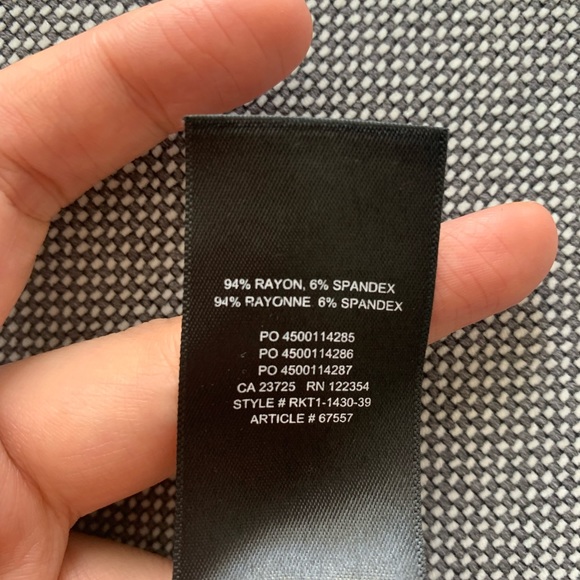 94% RAYON, 6% SPANDEX
94% RAYONNE 6% SPANDEX
PO 4500114285
PO 4500114286
PO 4500114287
CA 23725 RN 122354
STYLE # RKT1-1430-39
ARTICLE # 67557